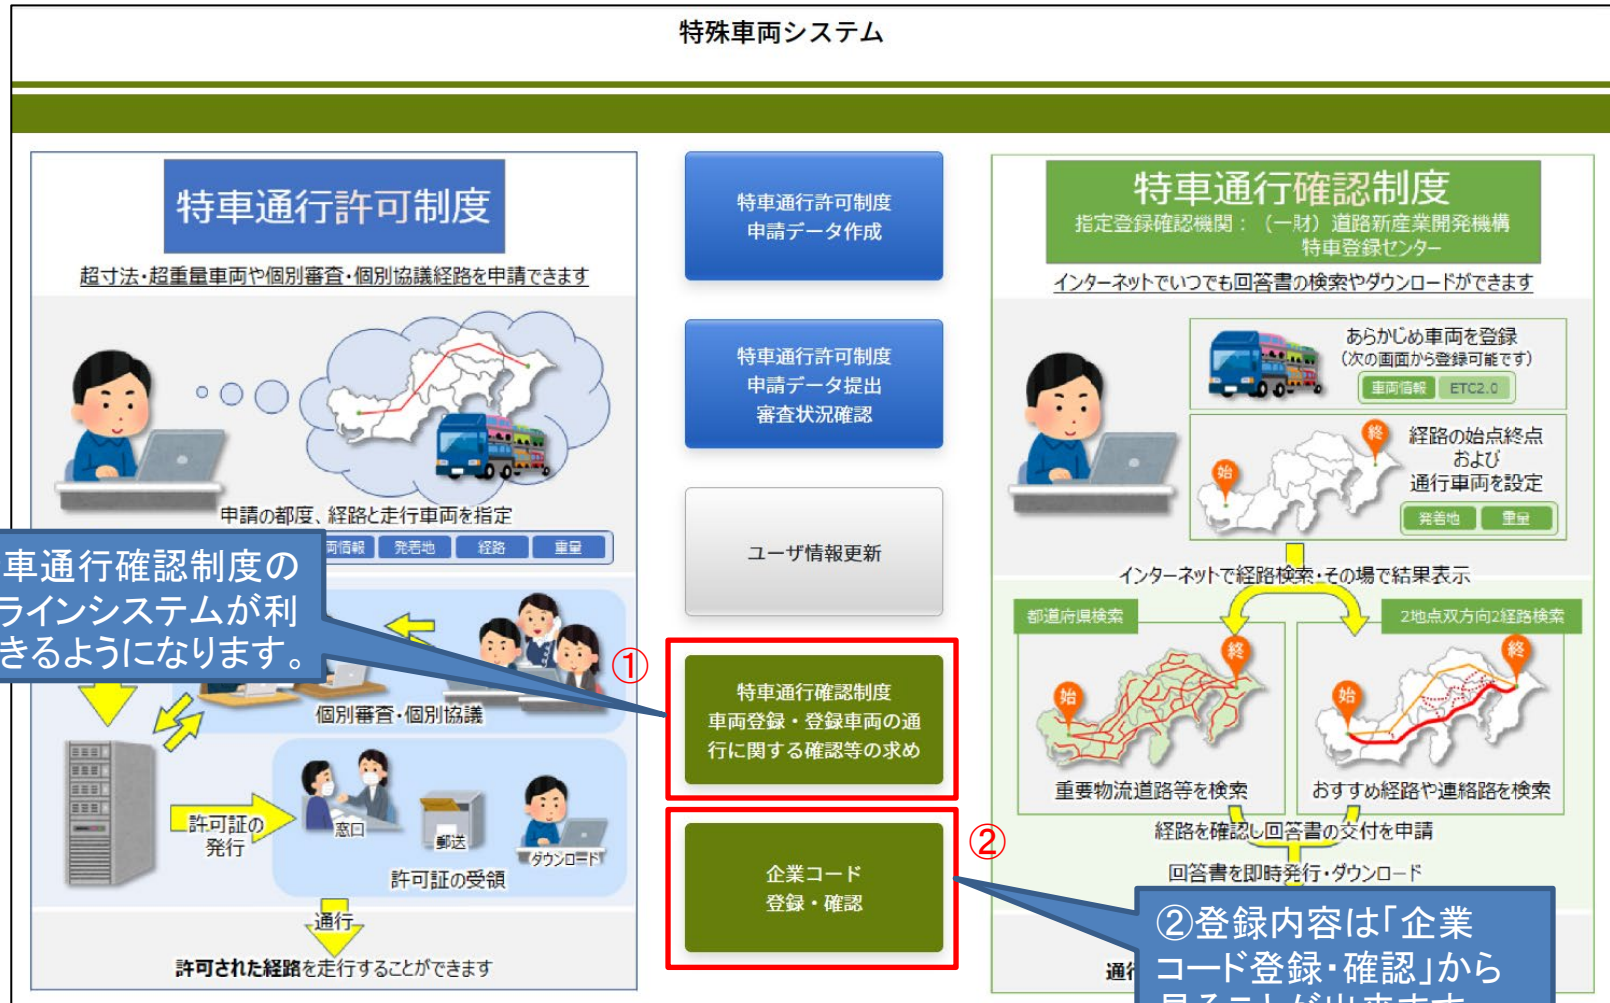 特殊車両システム
特車通行許可制度
超寸法・超重量車両や個別審査・個別協議経路を申請できます
申請の都度、経路と走行車両を指定
両情報
発着地
経路
重量
車通行確認制度の
ラインシステムが利
きるようになります。
個別審査・個別協議
許可証の
発行
窓口
郵送
ダウンロード
許可証の受領
通行
許可された経路を走行することができます
特車通行許可制度
申請データ作成
特車通行許可制度
申請データ提出
審査状況確認
ユーザ情報更新
①
特車通行確認制度
車両登録・登録車両の通
行に関する確認等の求め
②
企業コード
登録・確認
特車通行確認制度
指定登録確認機関：（一財）道路新産業開発機構
特車登録センター
インターネットでいつでも回答書の検索やダウンロードができます
あらかじめ車両を登録
（次の画面から登録可能です）
車両情報
ETC2.0
始
終
経路の始点終点
および
通行車両を設定
発着地
重量
インターネットで経路検索・その場で結果表示
都道府県検索
始
終
重要物流道路等を検索
2地点双方向2経路検索
始
終
おすすめ経路や連絡路を検索
経路を確認し回答書の交付を申請
回答書を即時発行・ダウンロード
通行
②登録内容は「企業
コード登録・確認」から
見ることが出来ます